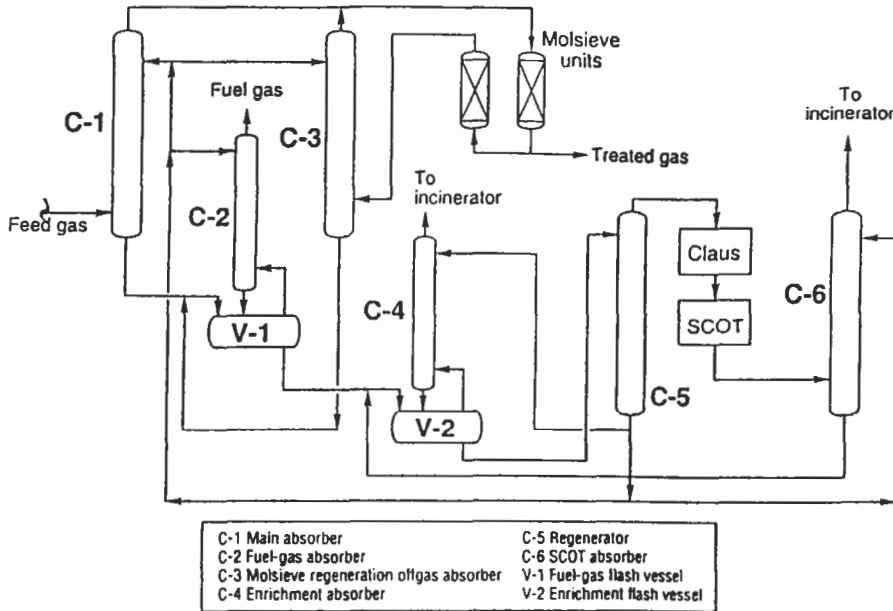 Molsieve
units
To
incinerator
Fuel gas
C-1
C-3
Treated gas
To
incinerator
C-2
Feed gas
Claus
C-6
C-4
SCOT
V-1
C-5
V-2
C-1 Main absorber
C-2 Fuel-gas absorber
C-3 Molsieve regeneration offgas absorber
C-4 Enrichment absorber
C-5 Regenerator
C-6 SCOT absorber
V-1 Fuel-gas flash vessel
V-2 Enrichment flash vessel